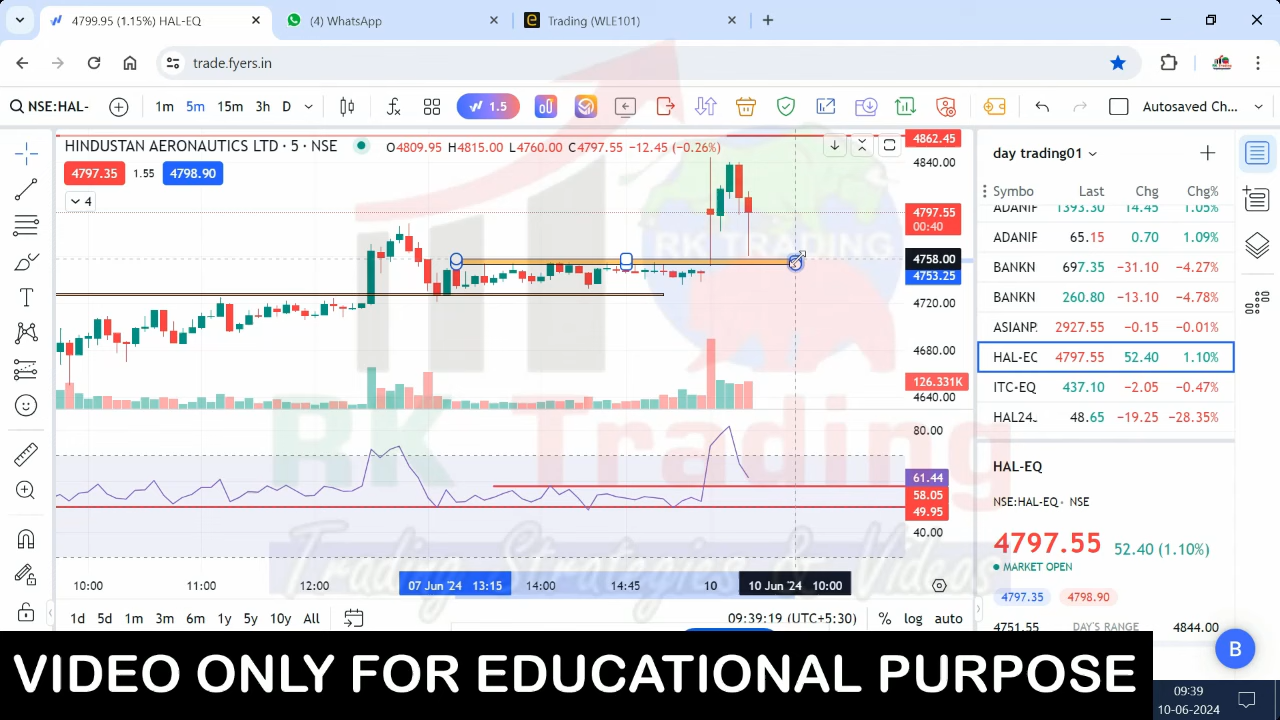 4799.95 (1.15%) HAL-EQ
(4) WhatsApp
Trading (WLE101)
trade.fyers.in
NSE:HAL-
1m 5m 15m 3h D
1.5
Autosaved Ch...
HINDUSTAN AERONAUTICS LTD · 5 · NSE
O4809.95 H4815.00 L4760.00 C4797.55 −12.45 (−0.26%)
4797.35 1.55 4798.90
4
4862.45
4840.00
4797.55
00:40
4758.00
4753.25
4720.00
4680.00
126.331K
4640.00
80.00
61.44
58.05
49.95
40.00
10:00 11:00 12:00 07 Jun '24 13:15 14:00 14:45 10 10 Jun '24 10:00
1d 5d 1m 3m 6m 1y 5y 10y All
09:39:19 (UTC+5:30)
% log auto
day trading01
Symbo Last Chg Chg%
ADANIF 1393.30 14.45 1.05%
ADANIF 65.15 0.70 1.09%
BANKN 697.35 −31.10 −4.27%
BANKN 260.80 −13.10 −4.78%
ASIANP. 2927.55 −0.15 −0.01%
HAL-EC 4797.55 52.40 1.10%
ITC-EQ 437.10 −2.05 −0.47%
HAL24. 48.65 −19.25 −28.35%
HAL-EQ
NSE:HAL-EQ · NSE
4797.55 52.40 (1.10%)
MARKET OPEN
4797.35 4798.90
4751.55 DAY'S RANGE 4844.00
B
RK Trading
Trading Strategies & Videos
VIDEO ONLY FOR EDUCATIONAL PURPOSE
09:39
10-06-2024